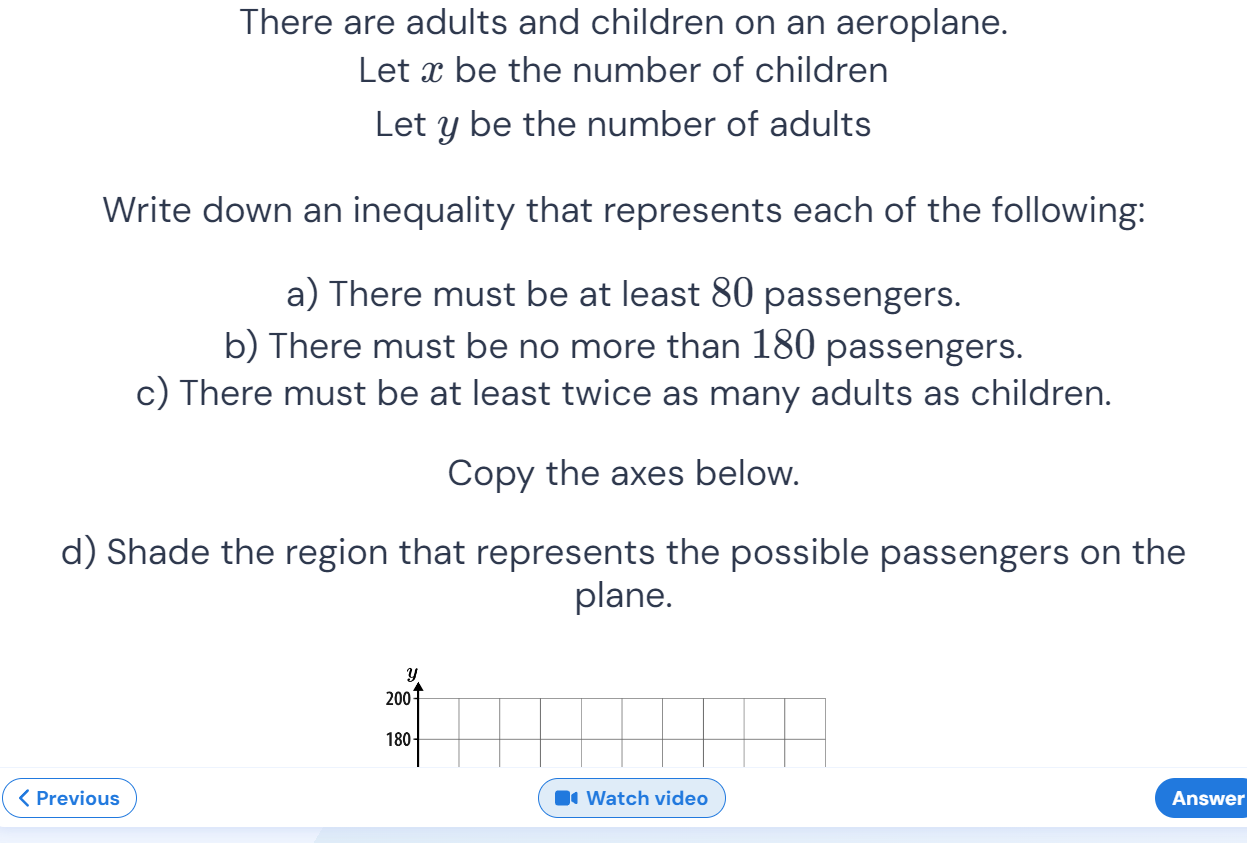 There are adults and children on an aeroplane.
Let x be the number of children
Let y be the number of adults
Write down an inequality that represents each of the following:
a) There must be at least 80 passengers.
b) There must be no more than 180 passengers.
c) There must be at least twice as many adults as children.
Copy the axes below.
d) Shade the region that represents the possible passengers on the
plane.
y
200
180
Previous
Watch video
Answer